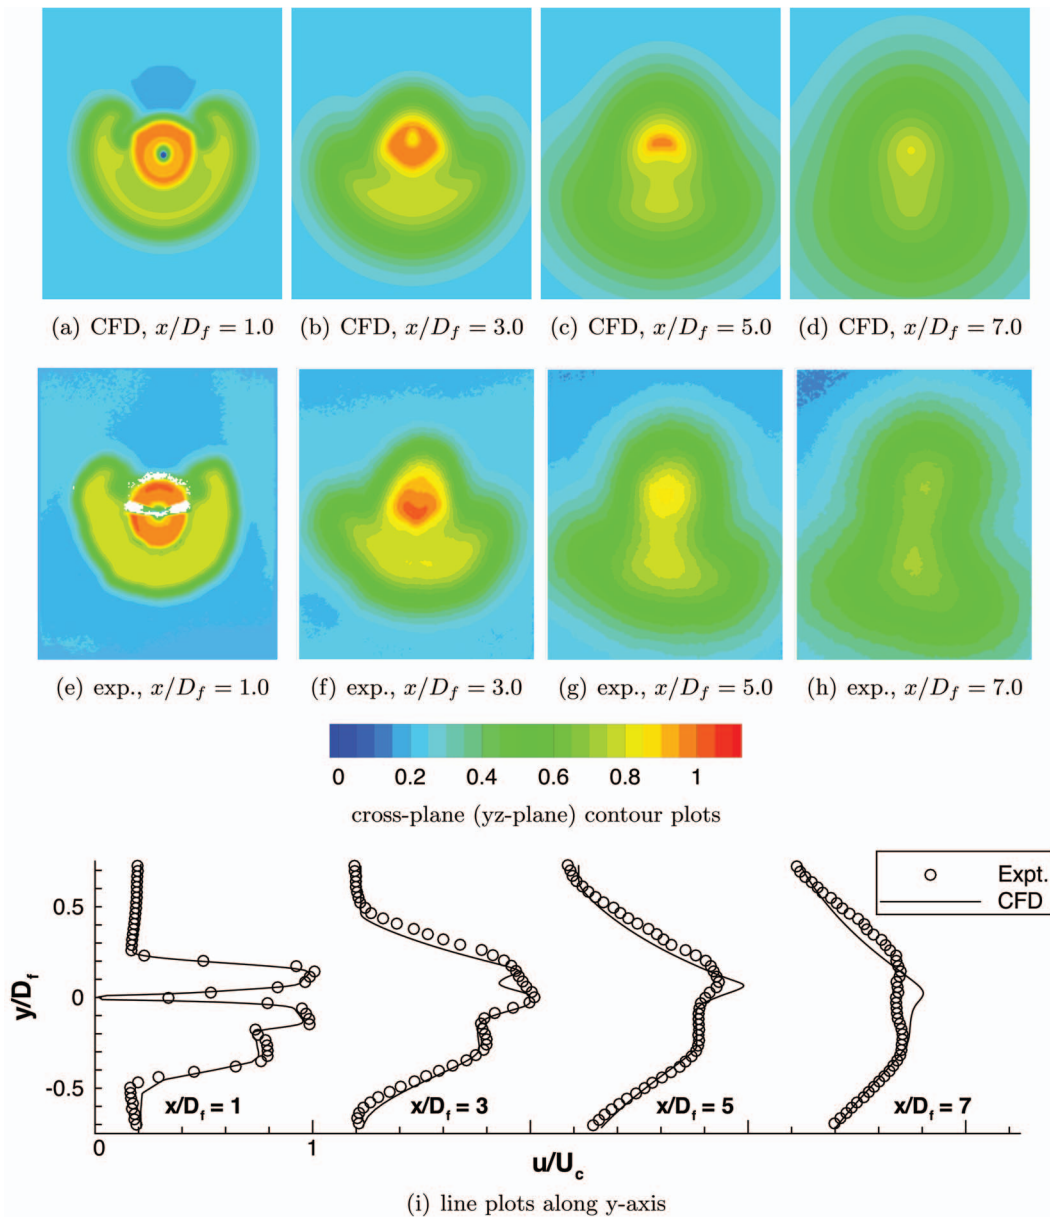 (a) CFD, x/D_f = 1.0 (b) CFD, x/D_f = 3.0 (c) CFD, x/D_f = 5.0 (d) CFD, x/D_f = 7.0
(e) exp., x/D_f = 1.0 (f) exp., x/D_f = 3.0 (g) exp., x/D_f = 5.0 (h) exp., x/D_f = 7.0
0 0.2 0.4 0.6 0.8 1
cross-plane (yz-plane) contour plots
Expt.
CFD
0.5
0
-0.5
y/D_f
x/D_f = 1 x/D_f = 3 x/D_f = 5 x/D_f = 7
0 1
u/U_c
(i) line plots along y-axis